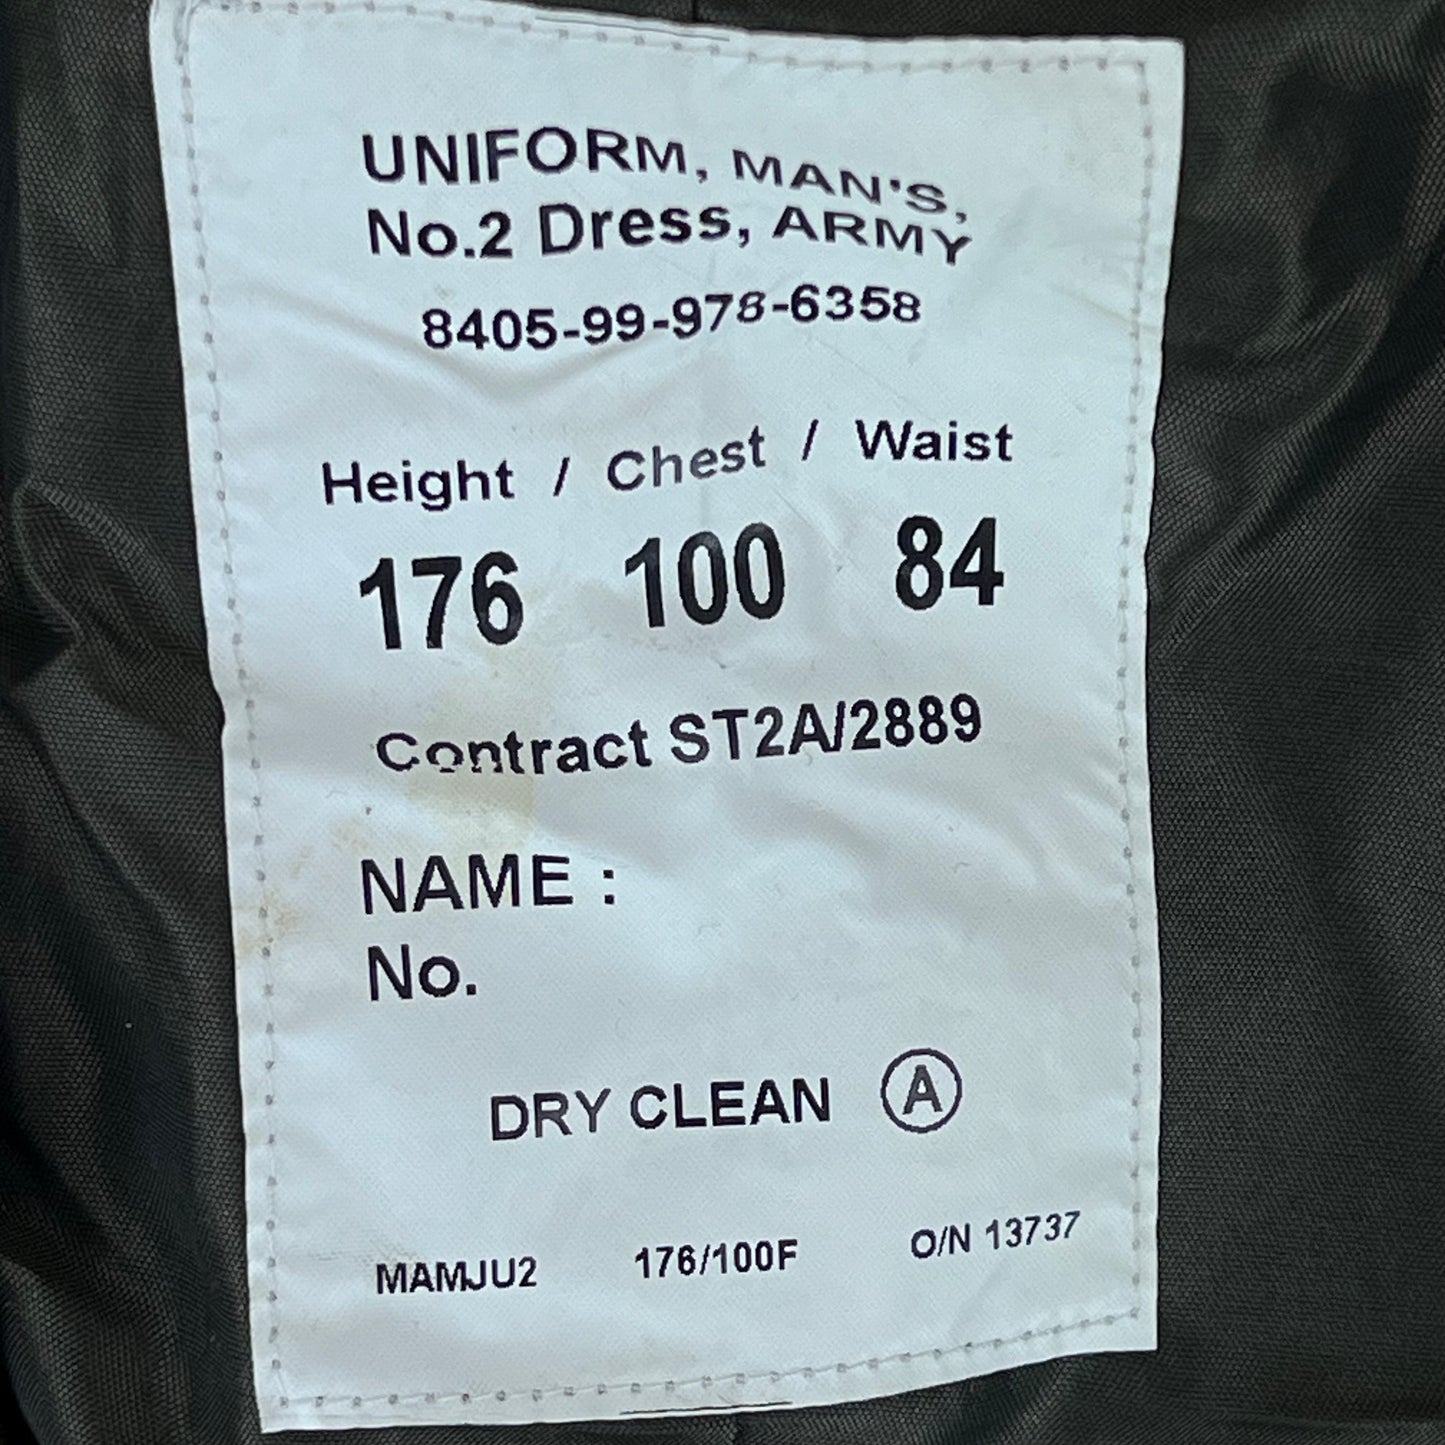 UNIFORM, MAN'S,
No.2 Dress, ARMY
8405-99-978-6358
Height / Chest / Waist
176 100 84
Contract ST2A/2889
NAME :
No.
DRY CLEAN Ⓐ
MAMJU2 176/100F O/N 13737